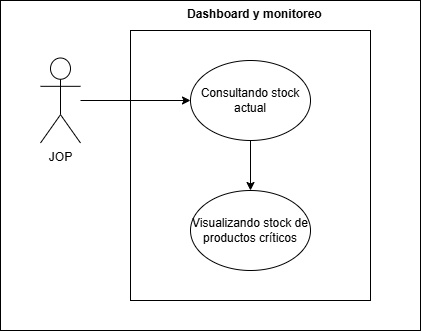 Dashboard y monitoreo
Consultando stock
actual
JOP
Visualizando stock de
productos críticos